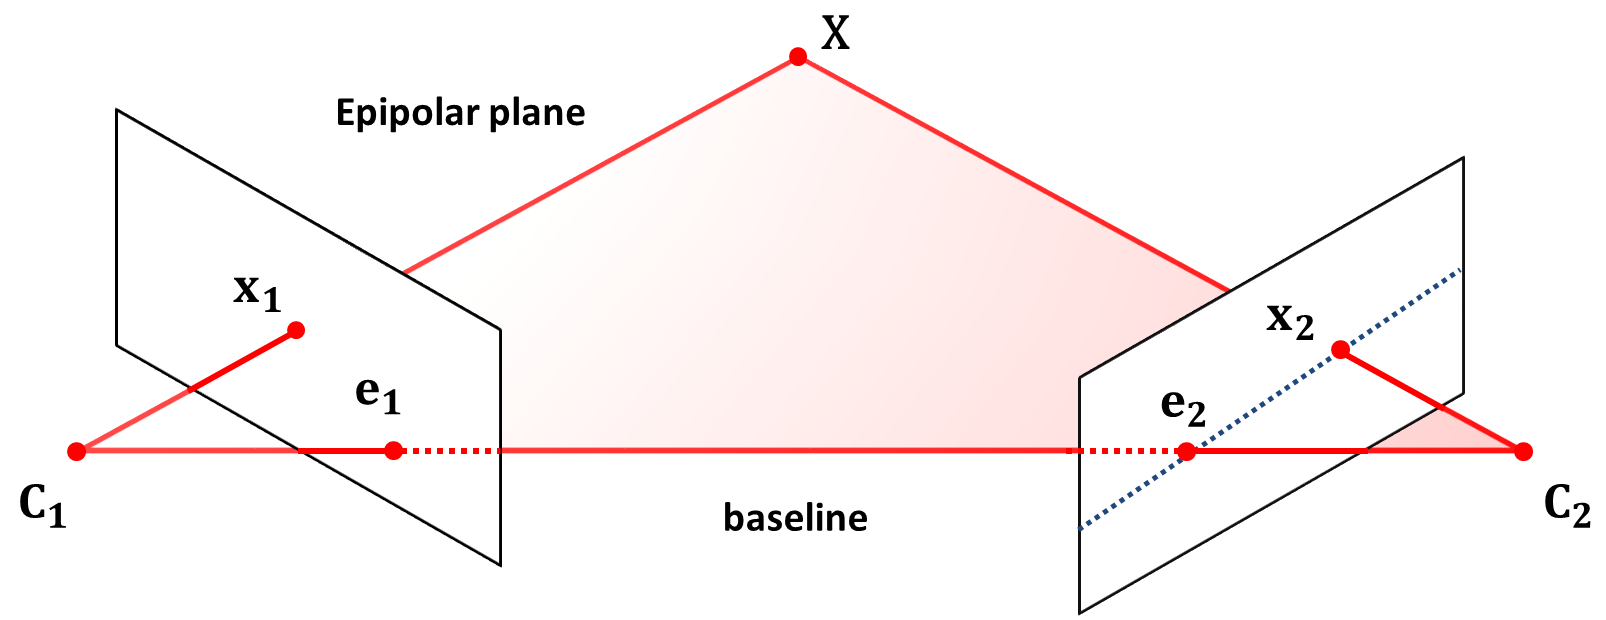 X
Epipolar plane
x₁
x₂
e₁
e₂
C₁
C₂
baseline